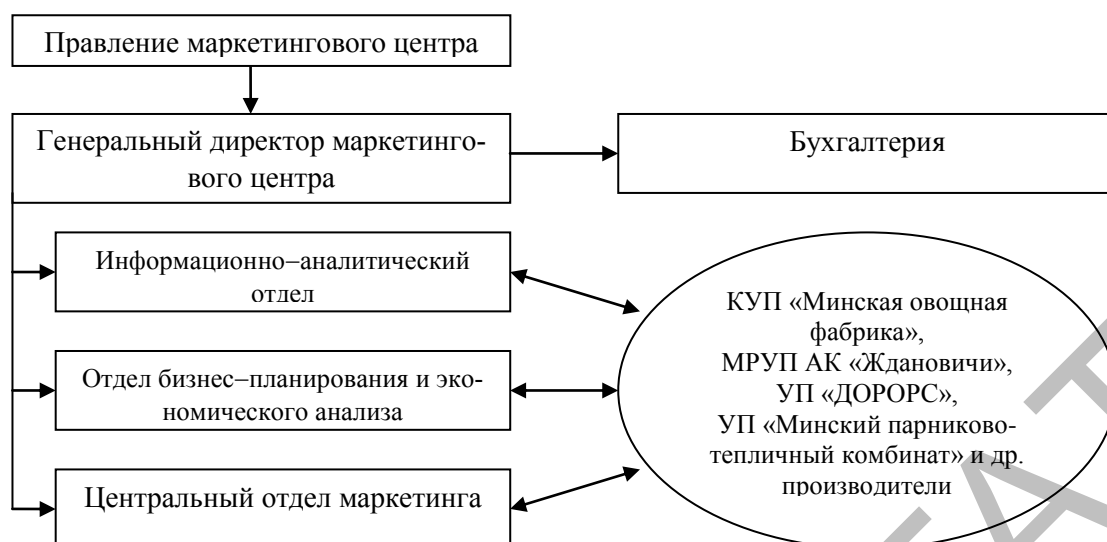 Правление маркетингового центра
Генеральный директор маркетинго-
вого центра
Бухгалтерия
Информационно–аналитический
отдел
КУП «Минская овощная
фабрика»,
МРУП АК «Ждановичи»,
УП «ДОРОРС»,
УП «Минский парниково-
тепличный комбинат» и др.
производители
Отдел бизнес–планирования и эко-
номического анализа
Центральный отдел маркетинга